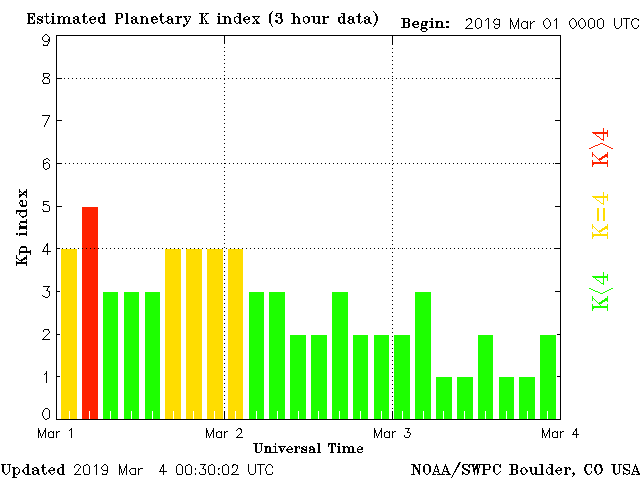 Estimated Planetary K index (3 hour data)
Begin: 2019 Mar 01 0000 UTC
9
8
7
6
5
4
3
2
1
0
Kp index
K>4
K=4
K<4
Mar 1
Mar 2
Mar 3
Mar 4
Universal Time
Updated 2019 Mar 4 00:30:02 UTC
NOAA/SWPC Boulder, CO USA